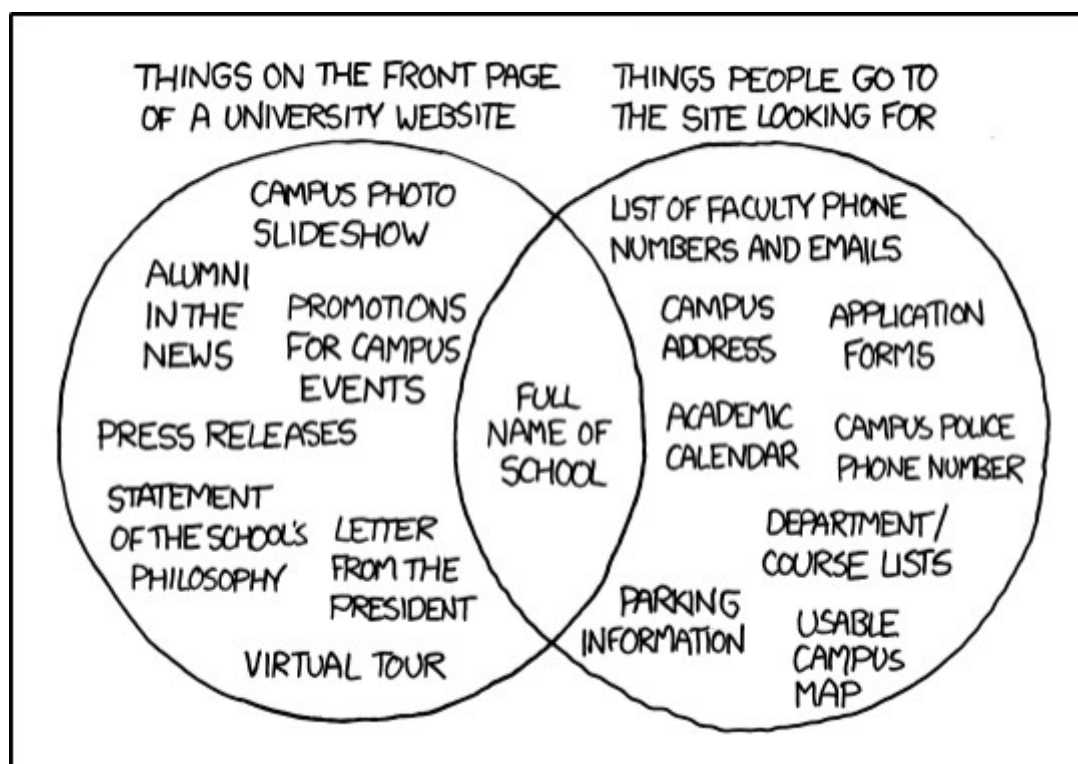 THINGS ON THE FRONT PAGE
OF A UNIVERSITY WEBSITE
THINGS PEOPLE GO TO
THE SITE LOOKING FOR
CAMPUS PHOTO
SLIDESHOW
ALUMNI
IN THE
NEWS
PROMOTIONS
FOR CAMPUS
EVENTS
PRESS RELEASES
STATEMENT
OF THE SCHOOL'S
PHILOSOPHY
LETTER
FROM THE
PRESIDENT
VIRTUAL TOUR
FULL
NAME OF
SCHOOL
LIST OF FACULTY PHONE
NUMBERS AND EMAILS
CAMPUS
ADDRESS
APPLICATION
FORMS
ACADEMIC
CALENDAR
CAMPUS POLICE
PHONE NUMBER
DEPARTMENT/
COURSE LISTS
PARKING
INFORMATION
USABLE
CAMPUS
MAP